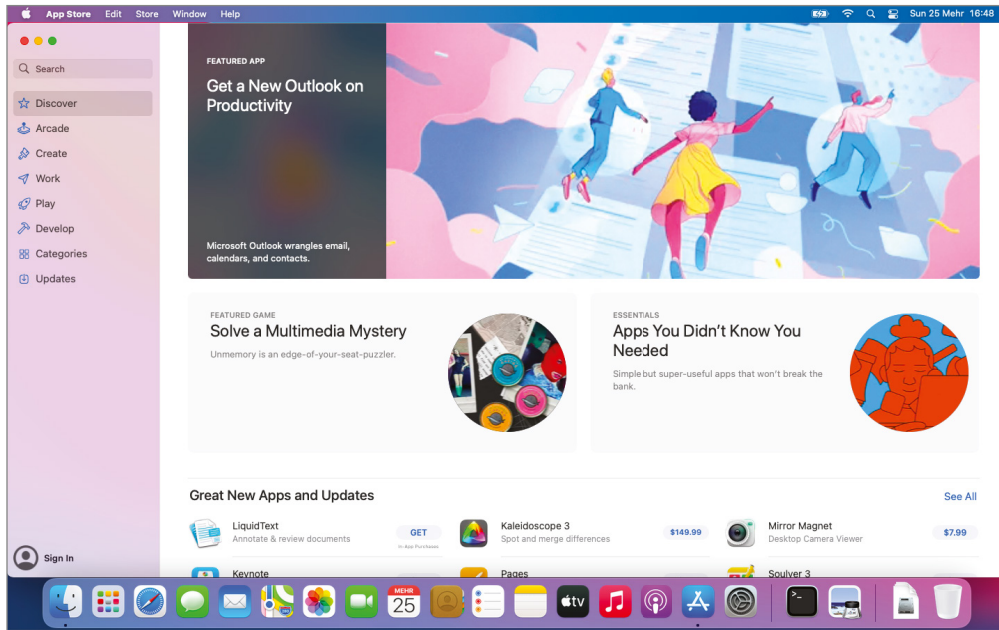 App Store Edit Store Window Help
Sun 25 Mehr 16:48
Search
Discover
Arcade
Create
Work
Play
Develop
Categories
Updates
Sign In
FEATURED APP
Get a New Outlook on
Productivity
Microsoft Outlook wrangles email,
calendars, and contacts.
FEATURED GAME
Solve a Multimedia Mystery
Unmemory is an edge-of-your-seat-puzzler.
ESSENTIALS
Apps You Didn't Know You
Needed
Simple but super-useful apps that won't break the
bank.
Great New Apps and Updates
See All
LiquidText
Annotate & review documents
GET
In-App Purchases
Kaleidoscope 3
Spot and merge differences
$149.99
Mirror Magnet
Desktop Camera Viewer
$7.99
Keynote
Pages
Soulver 3
MEHR
25
tv